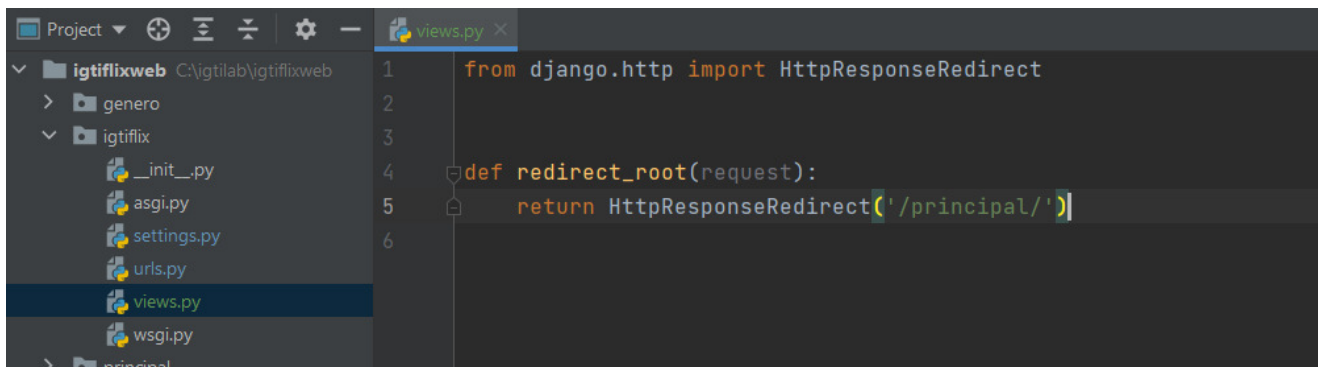 Project
views.py
igtiflixweb C:\igtilab\igtiflixweb
genero
igtiflix
__init__.py
asgi.py
settings.py
urls.py
views.py
wsgi.py
principal
1 from django.http import HttpResponseRedirect
2
3
4 def redirect_root(request):
5     return HttpResponseRedirect('/principal/')
6